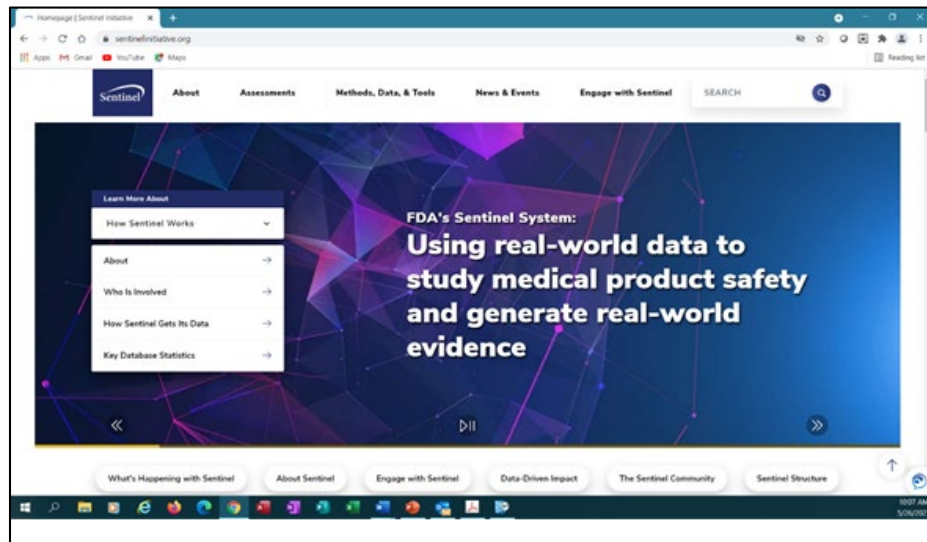 Homepage | Sentinel Initiative
sentinelinitiative.org
Apps Gmail YouTube Maps Reading list
Sentinel
About Assessments Methods, Data, & Tools News & Events Engage with Sentinel SEARCH
Learn More About
How Sentinel Works
About
Who Is Involved
How Sentinel Gets Its Data
Key Database Statistics
FDA's Sentinel System:
Using real-world data to
study medical product safety
and generate real-world
evidence
What's Happening with Sentinel About Sentinel Engage with Sentinel Data-Driven Impact The Sentinel Community Sentinel Structure
10:07 AM